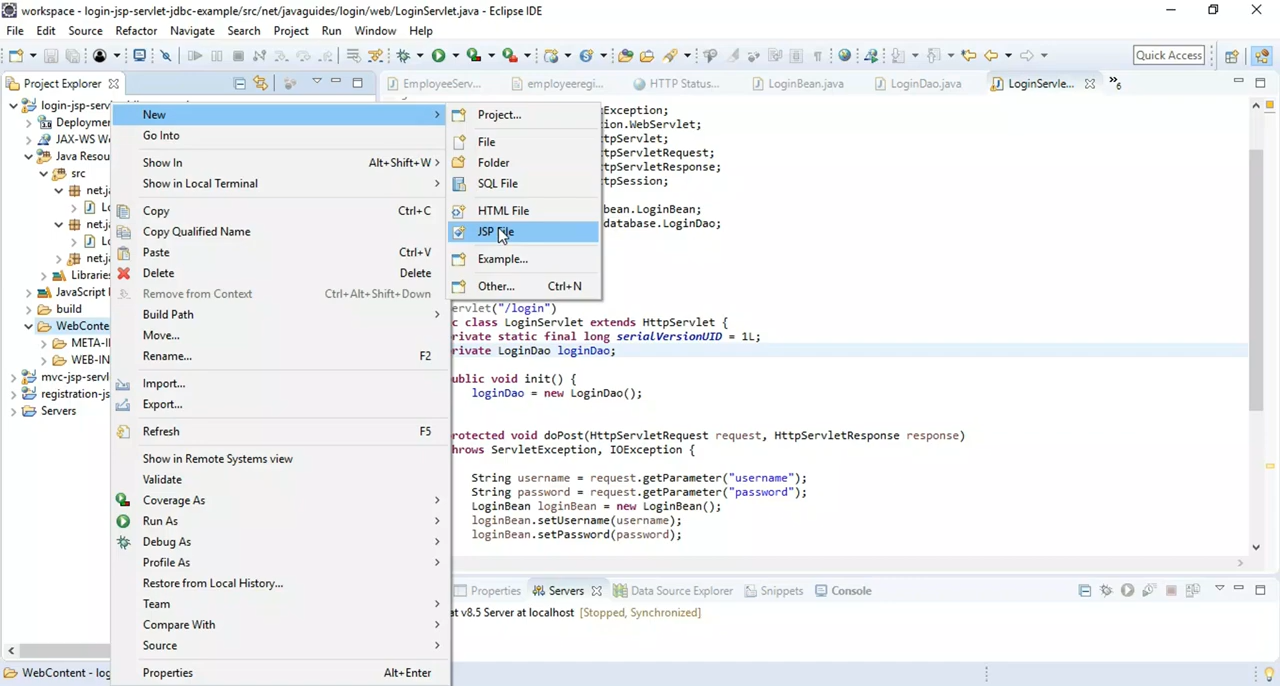 workspace - login-jsp-servlet-jdbc-example/src/net/javaguides/login/web/LoginServlet.java - Eclipse IDE
File Edit Source Refactor Navigate Search Project Run Window Help
Quick Access
Project Explorer
EmployeeServ... employeeregi... HTTP Status... LoginBean.java LoginDao.java LoginServle... 6
login-jsp-serv
Deployme
JAX-WS W
Java Resou
src
net.ja
Lo
net.ja
Lo
net.ja
Libraries
JavaScript
build
WebConte
META-I
WEB-IN
mvc-jsp-servl
registration-js
Servers
New
Go Into
Show In Alt+Shift+W
Show in Local Terminal
Copy Ctrl+C
Copy Qualified Name
Paste Ctrl+V
Delete Delete
Remove from Context Ctrl+Alt+Shift+Down
Build Path
Move...
Rename... F2
Import...
Export...
Refresh F5
Show in Remote Systems view
Validate
Coverage As
Run As
Debug As
Profile As
Restore from Local History...
Team
Compare With
Source
Properties Alt+Enter
Project...
File
Folder
SQL File
HTML File
JSP File
Example...
Other... Ctrl+N
Exception;
ion.WebServlet;
tpServlet;
tpServletRequest;
tpServletResponse;
tpSession;
bean.LoginBean;
database.LoginDao;
ervlet("/login")
c class LoginServlet extends HttpServlet {
rivate static final long serialVersionUID = 1L;
rivate LoginDao loginDao;
ublic void init() {
loginDao = new LoginDao();
rotected void doPost(HttpServletRequest request, HttpServletResponse response)
hrows ServletException, IOException {
String username = request.getParameter("username");
String password = request.getParameter("password");
LoginBean loginBean = new LoginBean();
loginBean.setUsername(username);
loginBean.setPassword(password);
Properties Servers Data Source Explorer Snippets Console
at v8.5 Server at localhost [Stopped, Synchronized]
WebContent - log